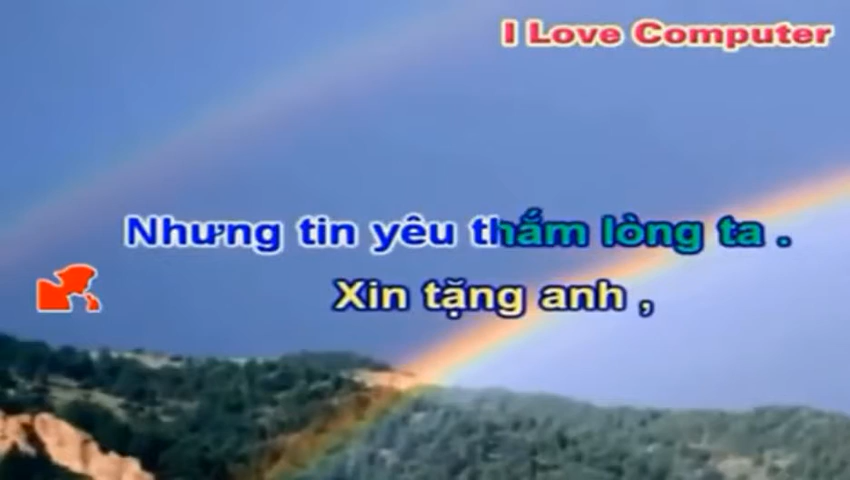 I Love Computer
Nhưng tin yêu thắm lòng ta .
Xin tặng anh ,